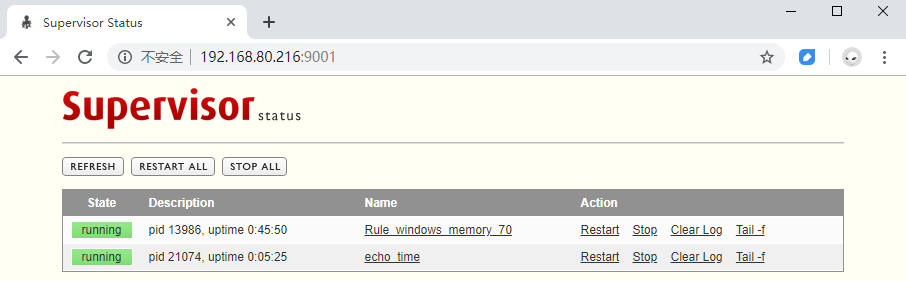 Supervisor Status
不安全 192.168.80.216:9001
Supervisor status
REFRESH RESTART ALL STOP ALL
State Description Name Action
running pid 13986, uptime 0:45:50 Rule_windows_memory_70 Restart Stop Clear Log Tail -f
running pid 21074, uptime 0:05:25 echo_time Restart Stop Clear Log Tail -f